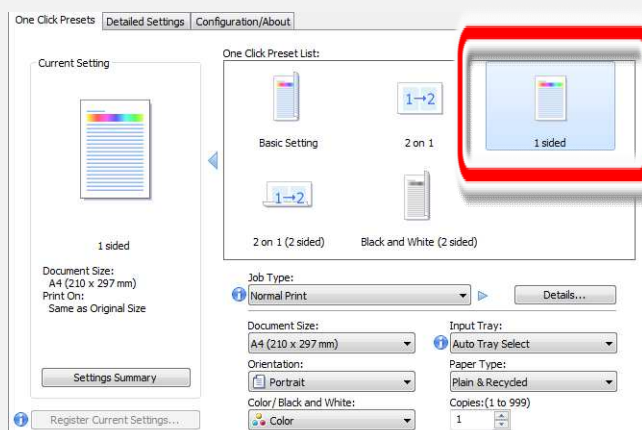 One Click Presets Detailed Settings Configuration/About
Current Setting
1 sided
Document Size:
A4 (210 x 297 mm)
Print On:
Same as Original Size
Settings Summary
Register Current Settings...
One Click Preset List:
1→2
Basic Setting 2 on 1 1 sided
1→2
2 on 1 (2 sided) Black and White (2 sided)
Job Type:
Normal Print Details...
Document Size: Input Tray:
A4 (210 x 297 mm) Auto Tray Select
Orientation: Paper Type:
Portrait Plain & Recycled
Color/ Black and White: Copies:(1 to 999)
Color 1